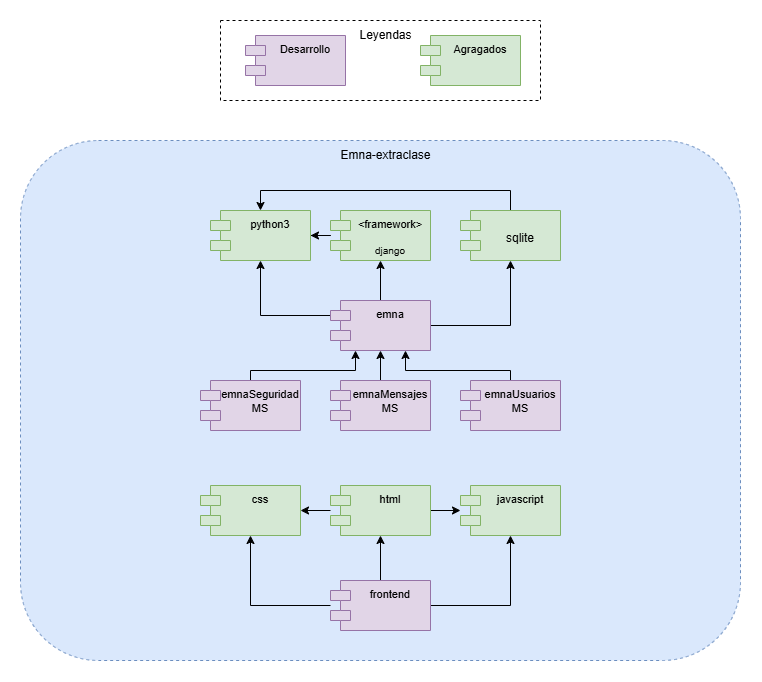 Leyendas
Desarrollo
Agragados
Emna-extraclase
python3
<framework>
django
sqlite
emna
emnaSeguridad
MS
emnaMensajes
MS
emnaUsuarios
MS
css
html
javascript
frontend